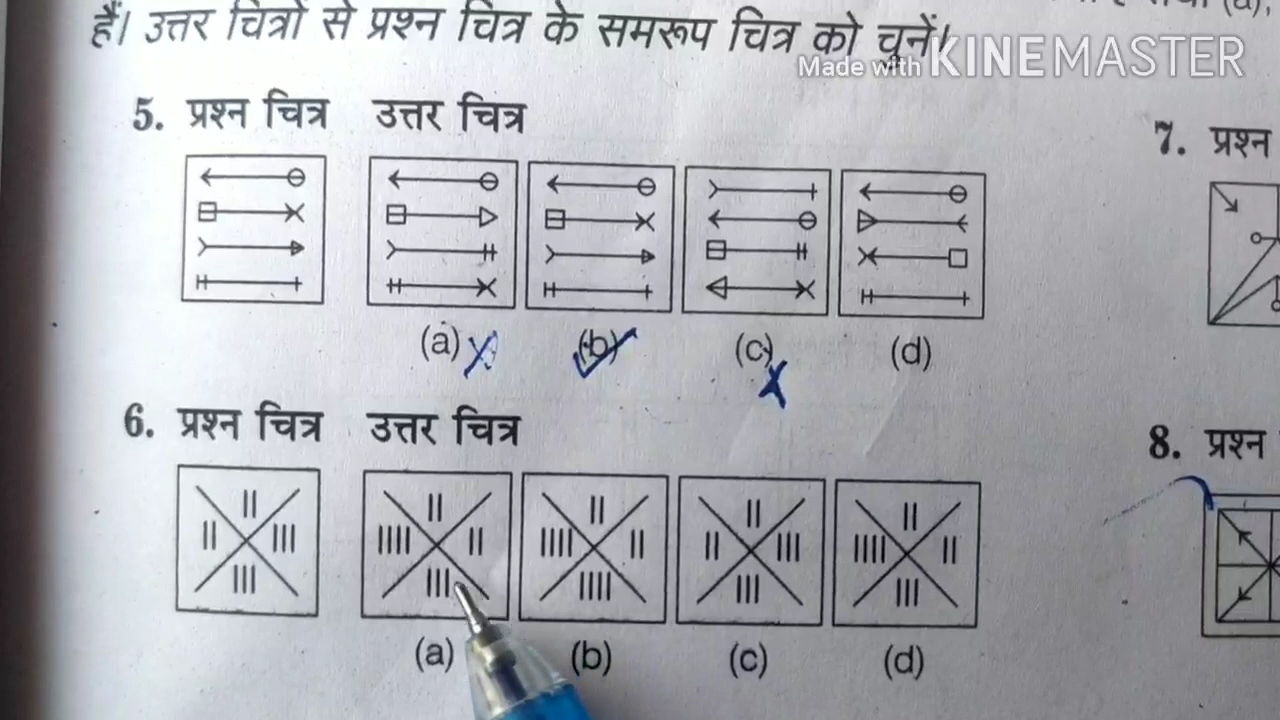 हैं। उत्तर चित्रों से प्रश्न चित्र के समरूप चित्र को चूनें।
Made with KINEMASTER
5. प्रश्न चित्र उत्तर चित्र
(a) (b) (c) (d)
6. प्रश्न चित्र उत्तर चित्र
(a) (b) (c) (d)
7. प्रश्न
8. प्रश्न